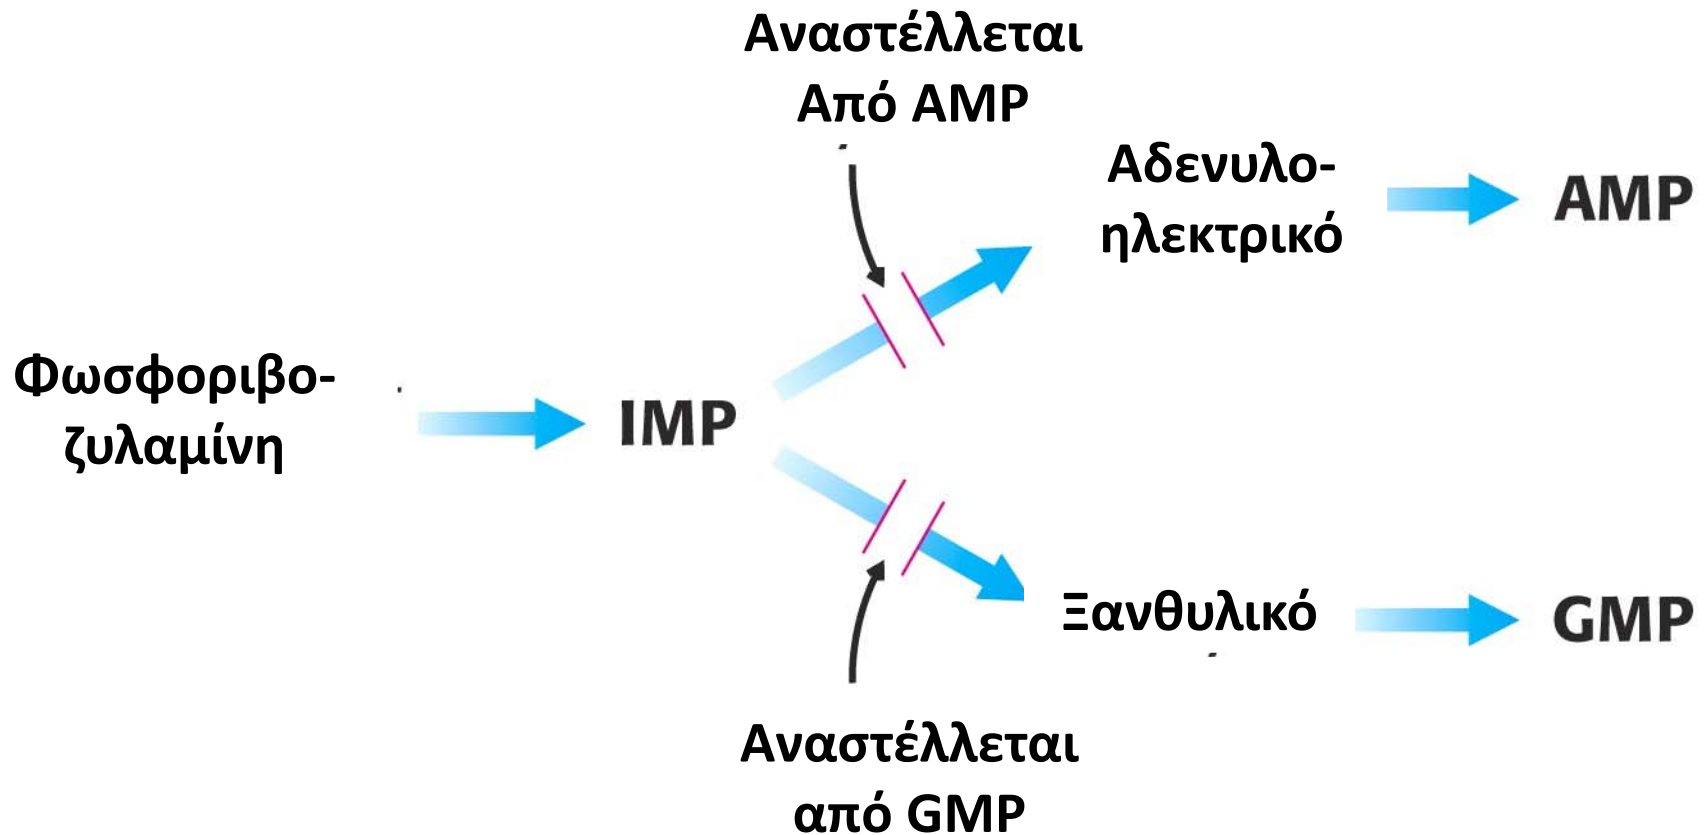 Αναστέλλεται
Από AMP
Αδενυλο-
ηλεκτρικό
AMP
Φωσφοριβο-
ζυλαμίνη
IMP
Ξανθυλικό
GMP
Αναστέλλεται
από GMP